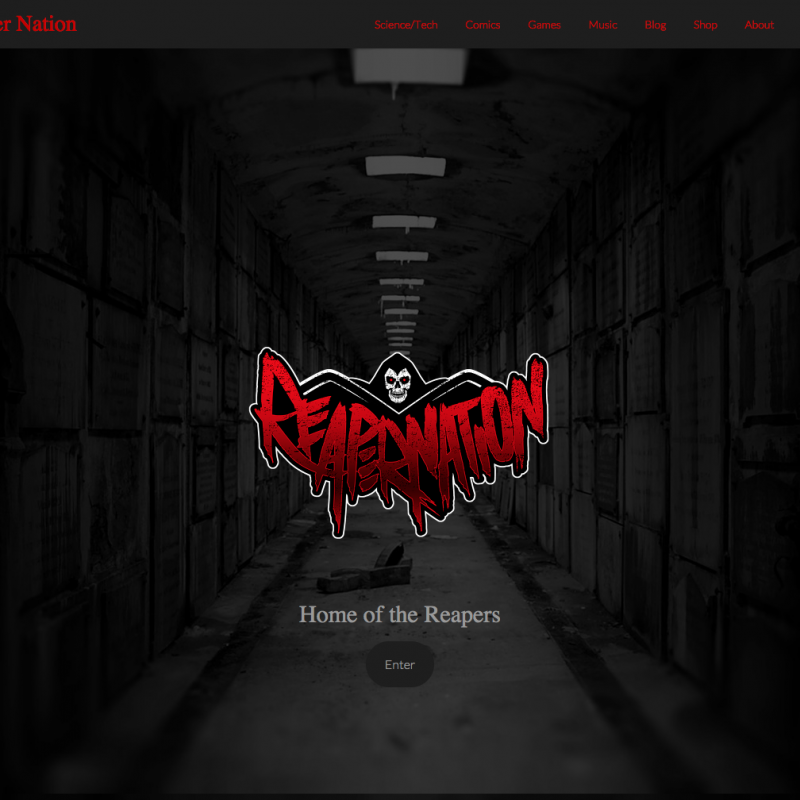 er Nation
Science/Tech Comics Games Music Blog Shop About
REAPERNATION
Home of the Reapers
Enter